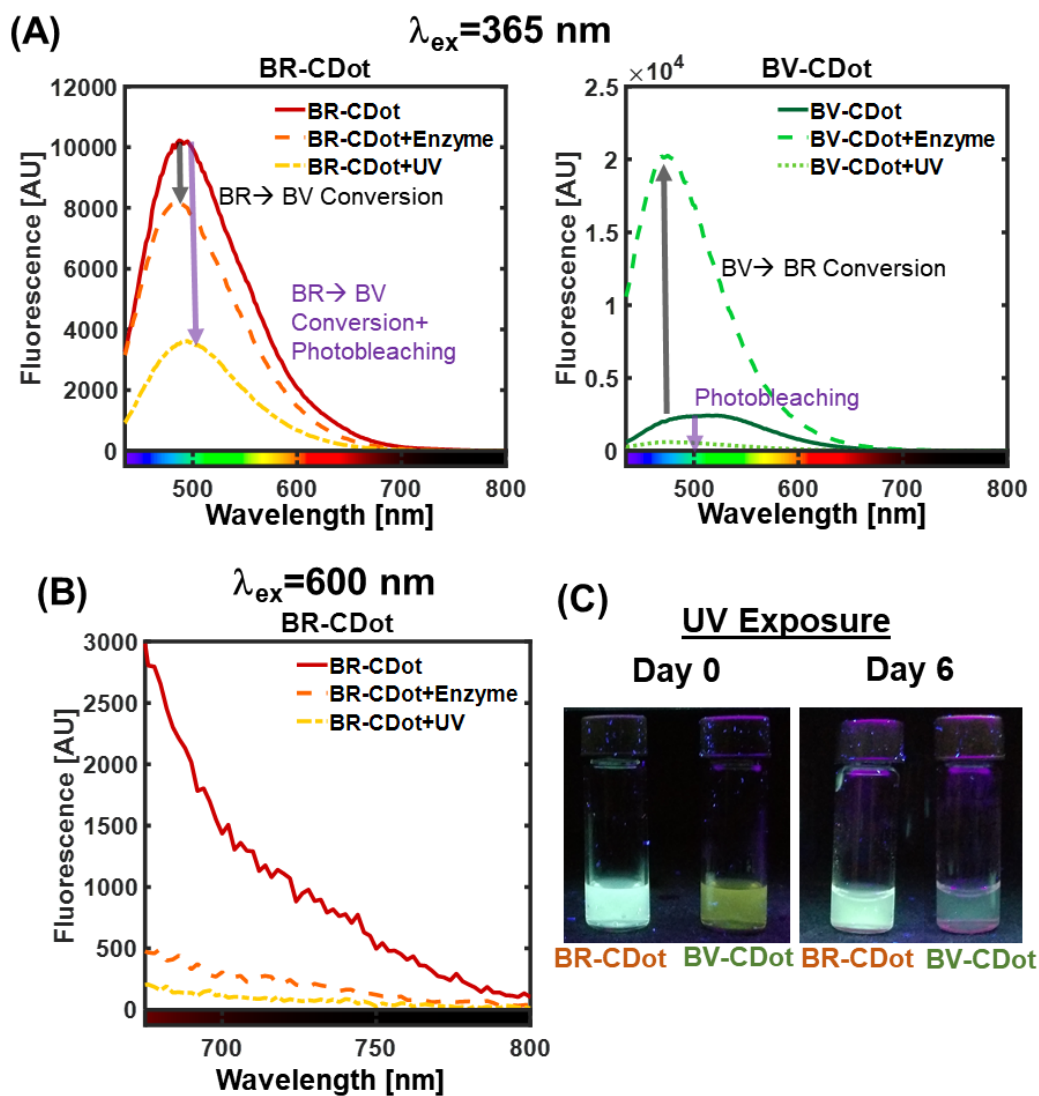 (A)
λex=365 nm
BR-CDot
12000
10000
8000
6000
4000
2000
0
Fluorescence [AU]
BR-CDot
BR-CDot+Enzyme
BR-CDot+UV
BR→ BV Conversion
BR→ BV
Conversion+
Photobleaching
500 600 700 800
Wavelength [nm]
BV-CDot
×10⁴
2.5
2
1.5
1
0.5
0
Fluorescence [AU]
BV-CDot
BV-CDot+Enzyme
BV-CDot+UV
BV→ BR Conversion
Photobleaching
500 600 700 800
Wavelength [nm]
(B)
λex=600 nm
BR-CDot
3000
2500
2000
1500
1000
500
0
Fluorescence [AU]
BR-CDot
BR-CDot+Enzyme
BR-CDot+UV
700 750 800
Wavelength [nm]
(C)
UV Exposure
Day 0 Day 6
BR-CDot BV-CDot BR-CDot BV-CDot